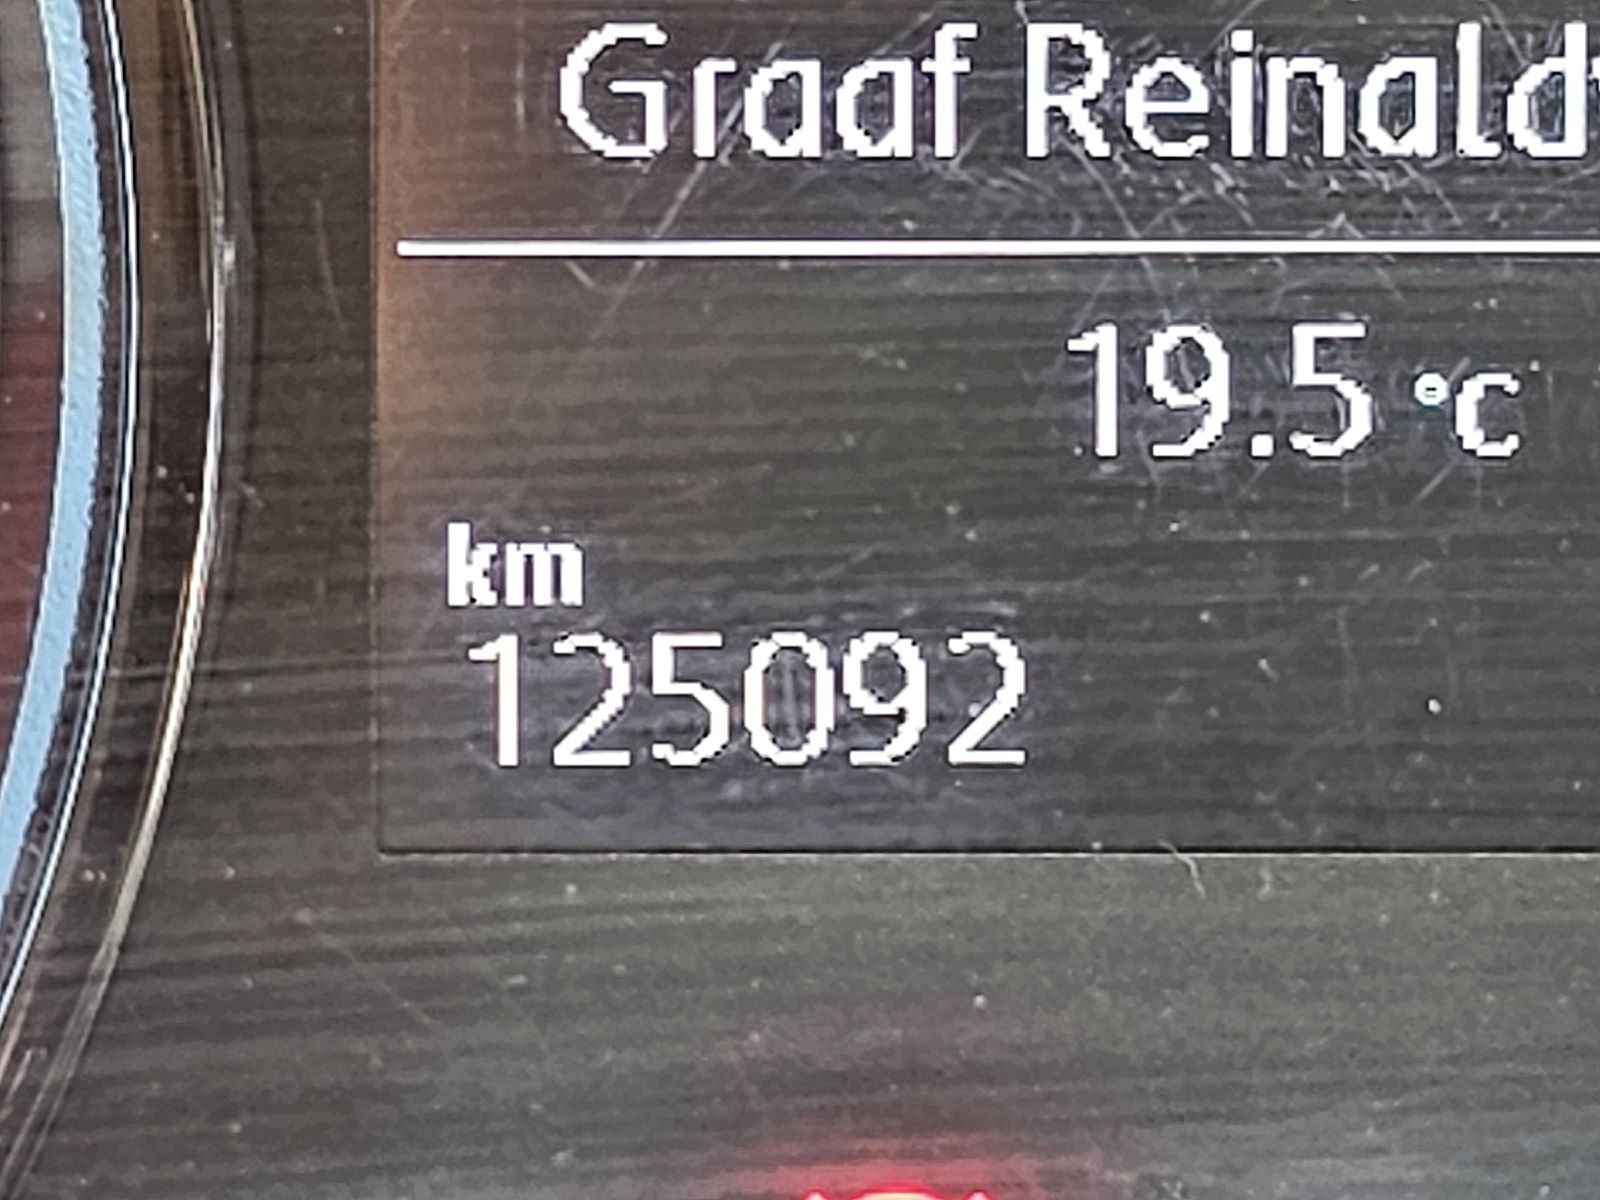 Graaf Reinald
19.5 °C
km
125092